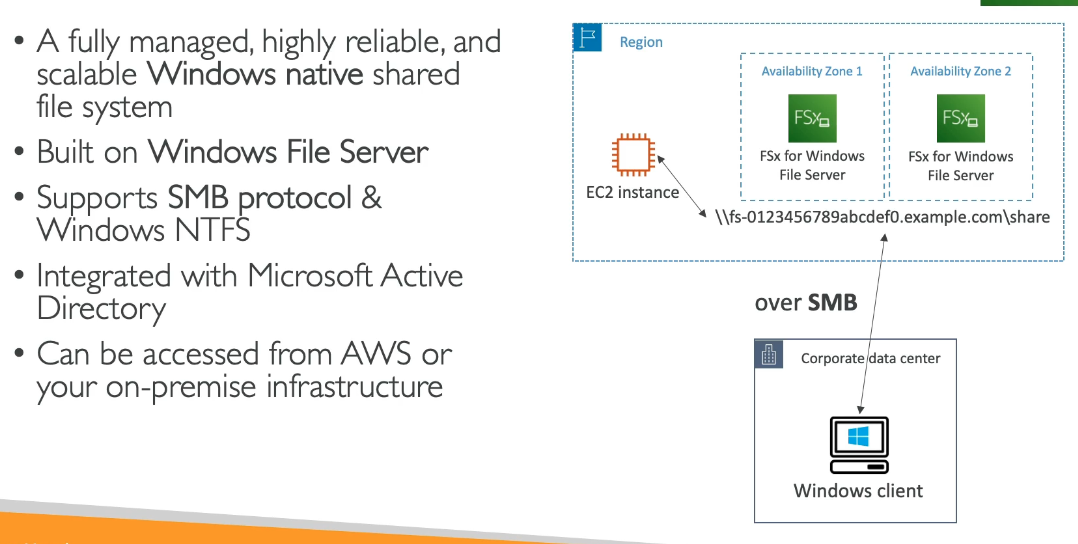 • A fully managed, highly reliable, and
scalable Windows native shared
file system
• Built on Windows File Server
• Supports SMB protocol &
Windows NTFS
• Integrated with Microsoft Active
Directory
• Can be accessed from AWS or
your on-premise infrastructure
Region
Availability Zone 1
Availability Zone 2
FSx
FSx
FSx for Windows
File Server
FSx for Windows
File Server
EC2 instance
\\fs-0123456789abcdef0.example.com\share
over SMB
Corporate data center
Windows client